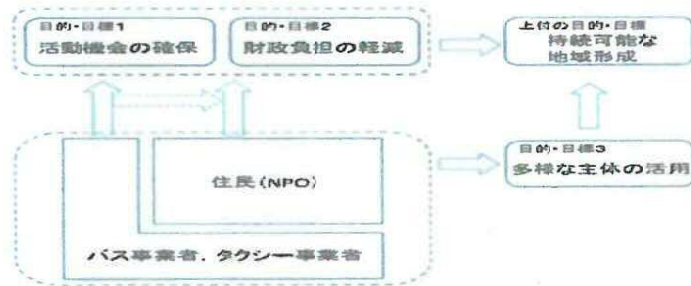 目的・目標1
活動機会の確保
目的・目標2
財政負担の軽減
上付の目的・目標
持続可能な
地域形成
住民(NPO)
目的・目標3
多様な主体の活用
バス事業省，タクシー事業省